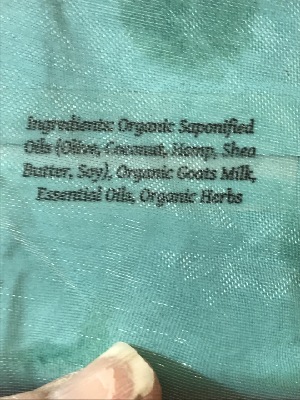 Ingredients: Organic Saponified
Oils (Olive, Coconut, Hemp, Shea
Butter, Soy), Organic Goats Milk,
Essential Oils, Organic Herbs